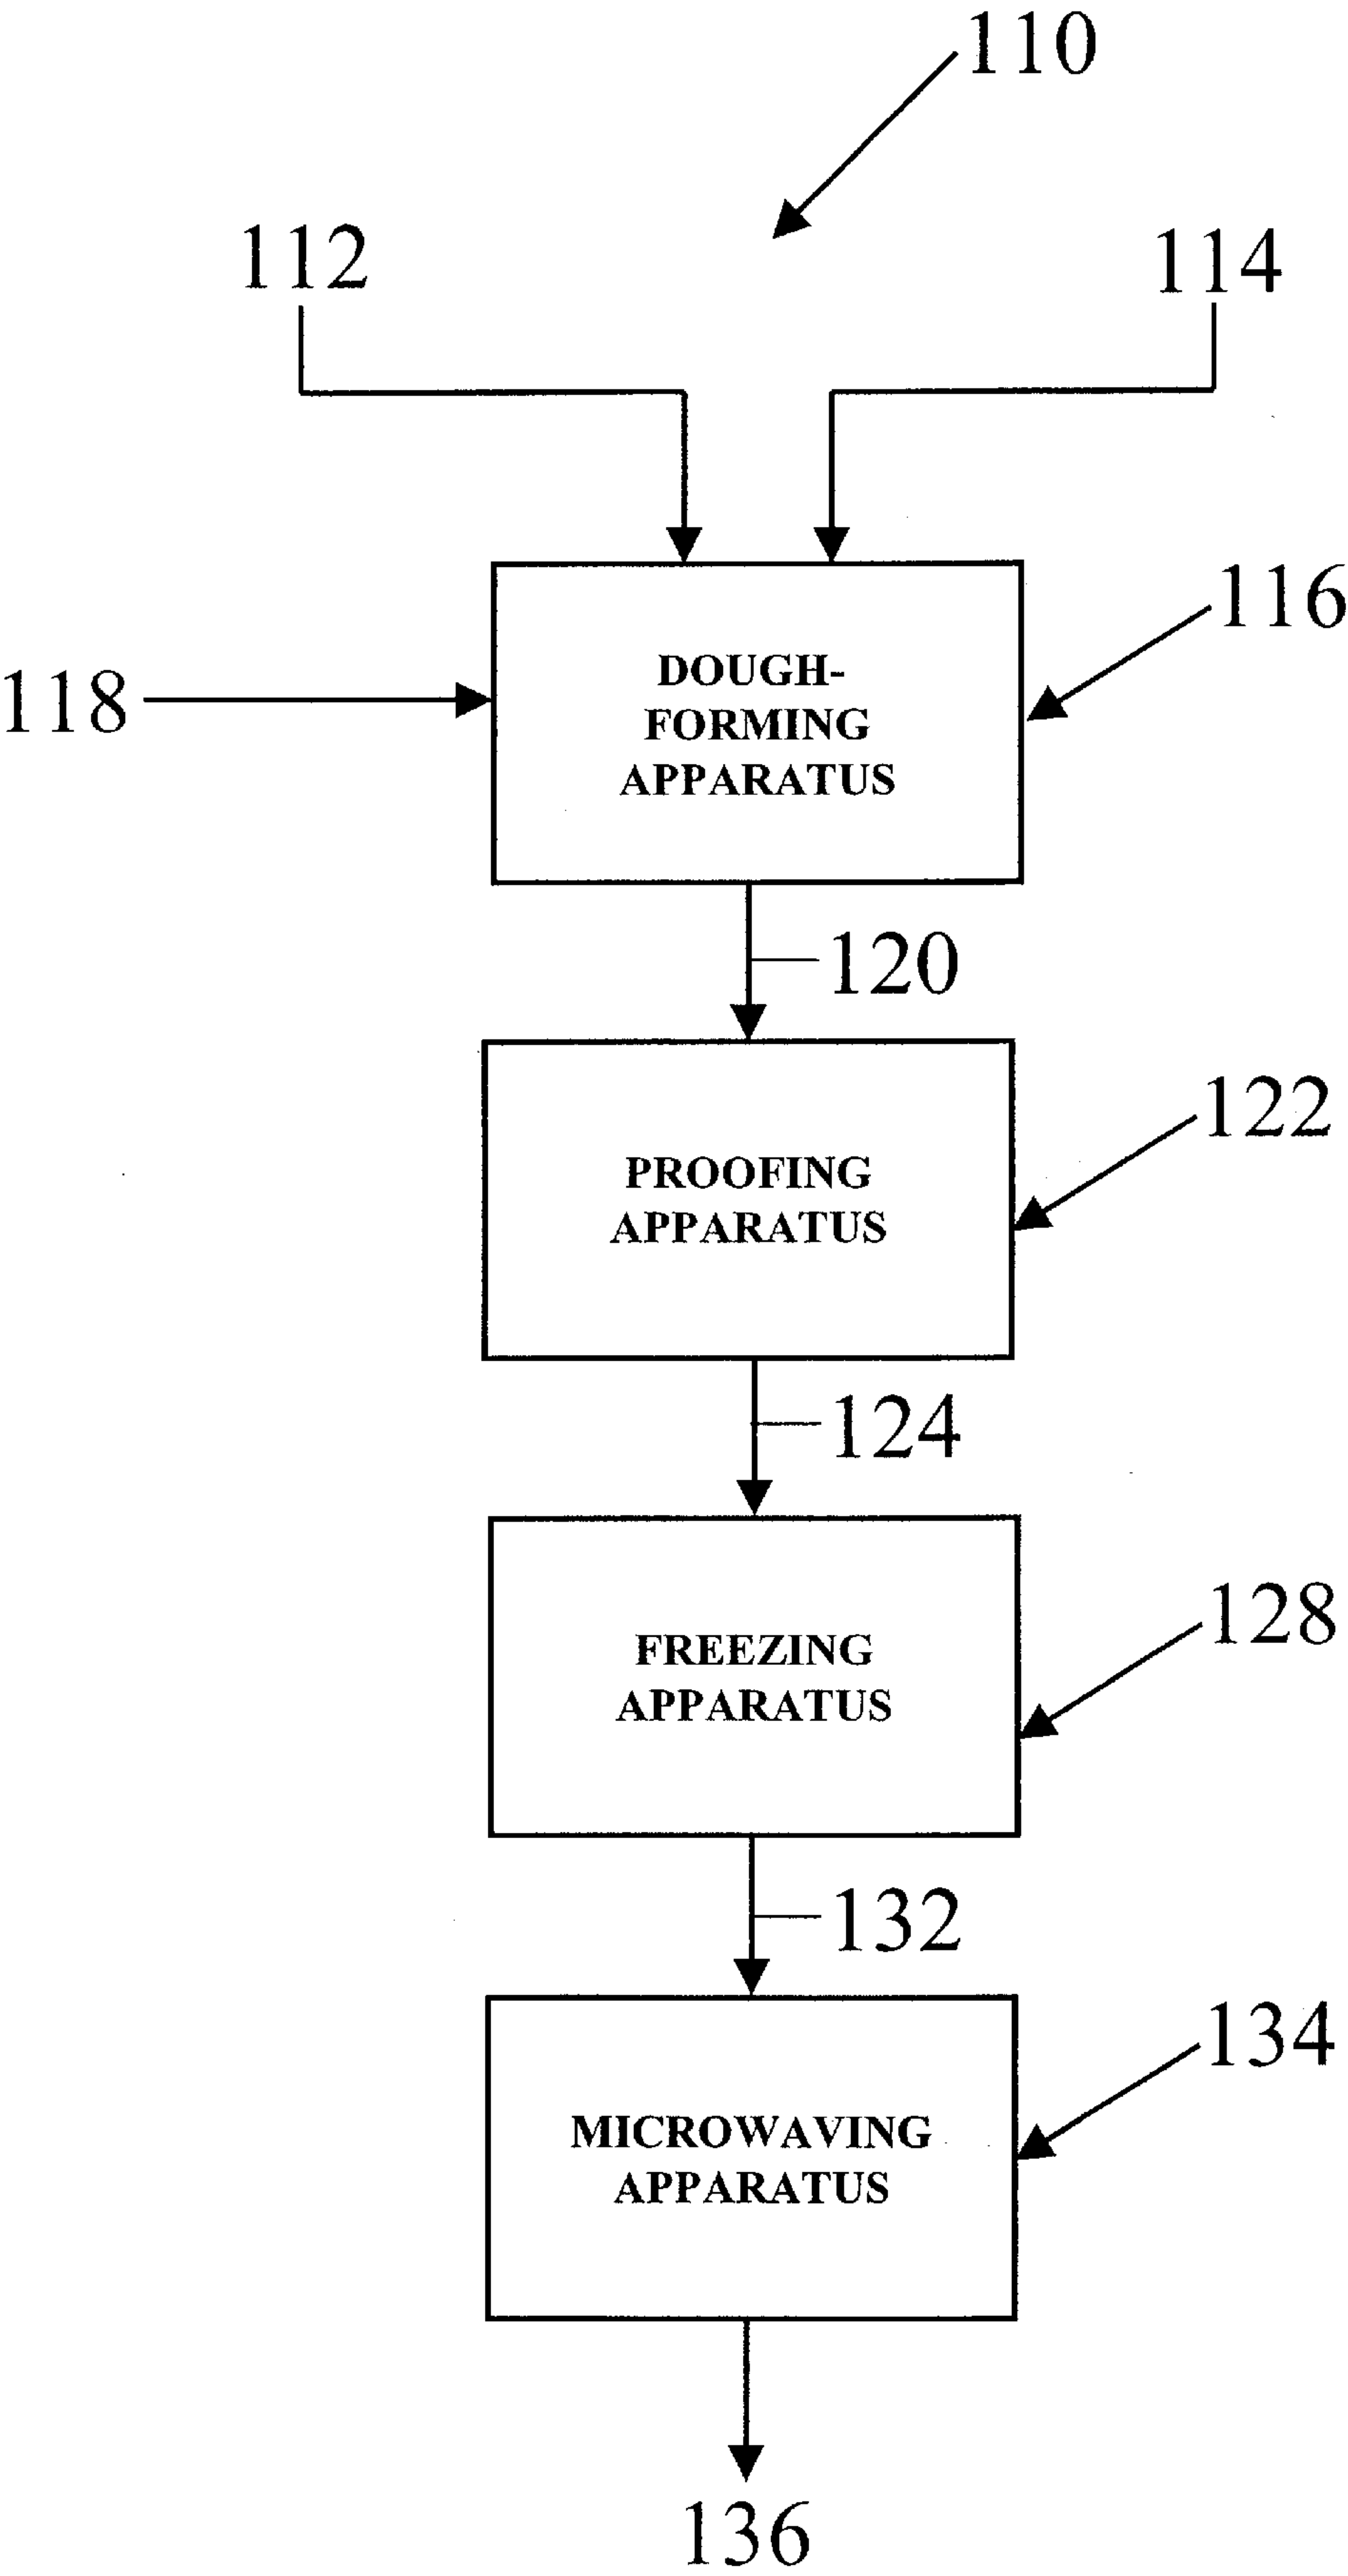 110
112
114
116
118
DOUGH-
FORMING
APPARATUS
120
122
PROOFING
APPARATUS
124
128
FREEZING
APPARATUS
132
134
MICROWAVING
APPARATUS
136